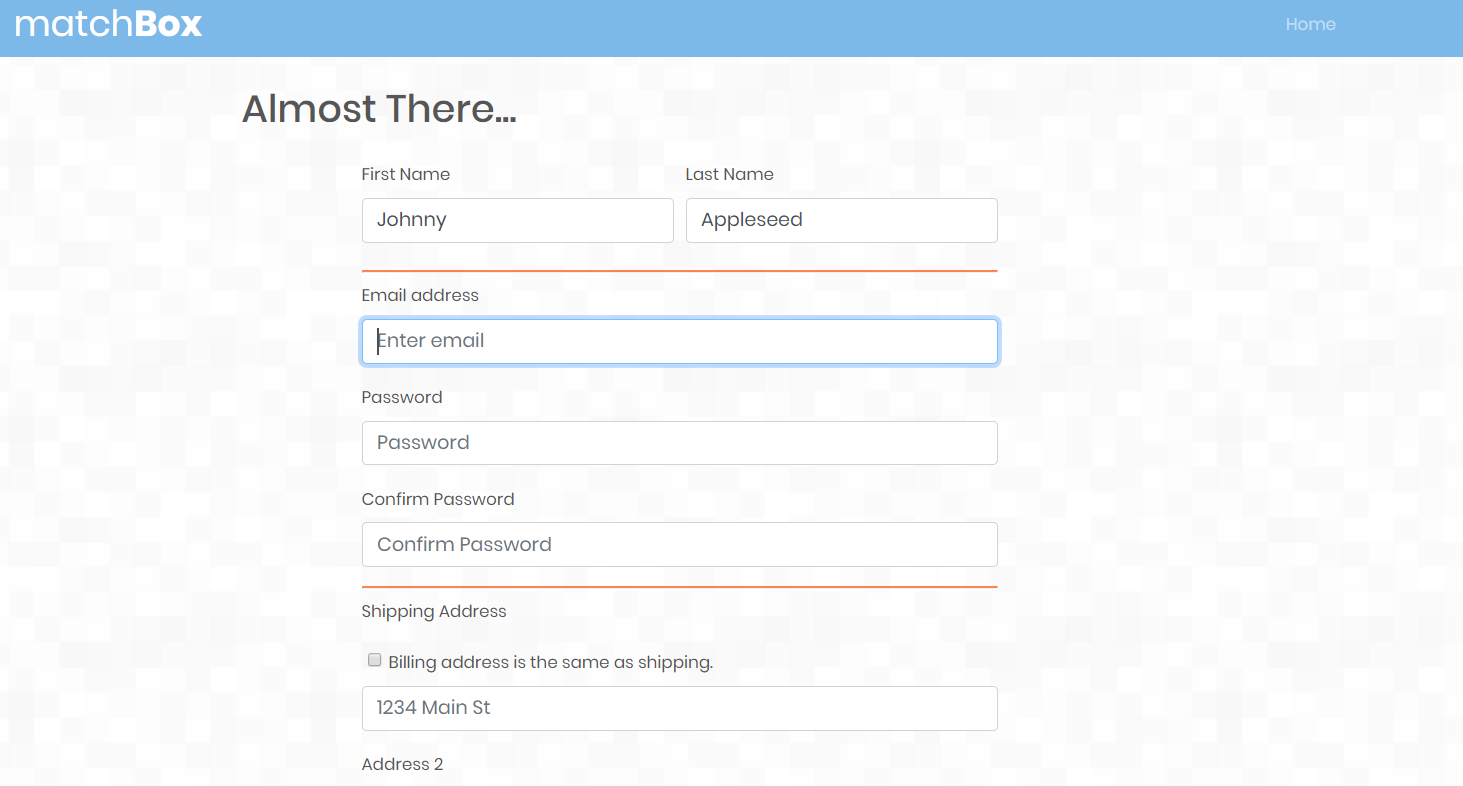 matchBox Home
Almost There...
First Name Last Name
Johnny Appleseed
Email address
Enter email
Password
Password
Confirm Password
Confirm Password
Shipping Address
Billing address is the same as shipping.
1234 Main St
Address 2